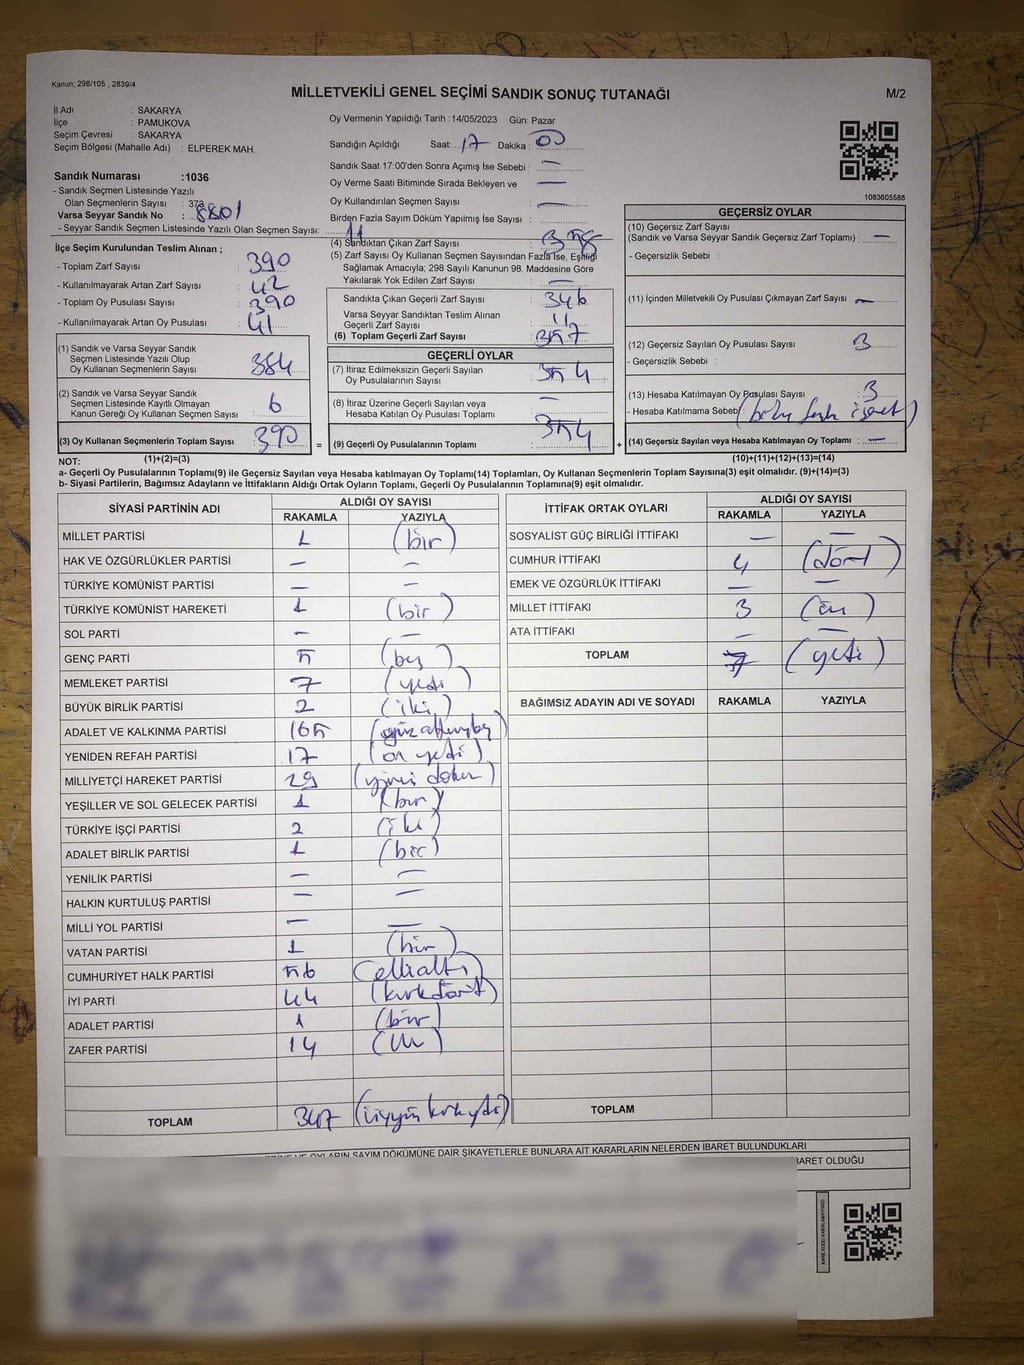 Kanun; 298/105 , 2839/4
MİLLETVEKİLİ GENEL SEÇİMİ SANDIK SONUÇ TUTANAĞI
M/2
İl Adı : SAKARYA
İlçe : PAMUKOVA
Seçim Çevresi : SAKARYA
Seçim Bölgesi (Mahalle Adı) : ELPEREK MAH.
Sandık Numarası :1036
- Sandık Seçmen Listesinde Yazılı
Olan Seçmenlerin Sayısı : 373
Varsa Seyyar Sandık No : 8801
- Seyyar Sandık Seçmen Listesinde Yazılı Olan Seçmen Sayısı: 11
Oy Vermenin Yapıldığı Tarih :14/05/2023 Gün: Pazar
Sandığın Açıldığı Saat: 17 Dakika : 00
Sandık Saat 17:00'den Sonra Açımış İse Sebebi : —
Oy Verme Saati Bitiminde Sırada Bekleyen ve —
Oy Kullandırılan Seçmen Sayısı : —
Birden Fazla Sayım Döküm Yapılmış İse Sayısı :
1083605588
İlçe Seçim Kurulundan Teslim Alınan ;
- Toplam Zarf Sayısı : 390
- Kullanılmayarak Artan Zarf Sayısı : 42
- Toplam Oy Pusulası Sayısı : 390
- Kullanılmayarak Artan Oy Pusulası : 41
(1) Sandık ve Varsa Seyyar Sandık
Seçmen Listesinde Yazılı Olup
Oy Kullanan Seçmenlerin Sayısı : 384
(2) Sandık ve Varsa Seyyar Sandık
Seçmen Listesinde Kayıtlı Olmayan
Kanun Gereği Oy Kullanan Seçmen Sayısı : 6
(3) Oy Kullanan Seçmenlerin Toplam Sayısı : 390
(4) Sandıktan Çıkan Zarf Sayısı :
(5) Zarf Sayısı Oy Kullanan Seçmen Sayısından Fazla İse, Eşitliği
Sağlamak Amacıyla; 298 Sayılı Kanunun 98. Maddesine Göre
Yakılarak Yok Edilen Zarf Sayısı : —
Sandıkta Çıkan Geçerli Zarf Sayısı : 346
Varsa Seyyar Sandıktan Teslim Alınan
Geçerli Zarf Sayısı : 11
(6) Toplam Geçerli Zarf Sayısı : 357
GEÇERLİ OYLAR
(7) İtiraz Edilmeksizin Geçerli Sayılan
Oy Pusulalarının Sayısı : 354
(8) İtiraz Üzerine Geçerli Sayılan veya
Hesaba Katılan Oy Pusulası Toplamı : —
= (9) Geçerli Oy Pusulalarının Toplamı : 354
GEÇERSİZ OYLAR
(10) Geçersiz Zarf Sayısı
(Sandık ve Varsa Seyyar Sandık Geçersiz Zarf Toplamı) : —
- Geçersizlik Sebebi :
(11) İçinden Milletvekili Oy Pusulası Çıkmayan Zarf Sayısı : —
(12) Geçersiz Sayılan Oy Pusulası Sayısı : 3
- Geçersizlik Sebebi :
(13) Hesaba Katılmayan Oy Pusulası Sayısı : 3
- Hesaba Katılmama Sebebi
+ (14) Geçersiz Sayılan veya Hesaba Katılmayan Oy Toplamı : —
NOT: (1)+(2)=(3) (10)+(11)+(12)+(13)=(14)
a- Geçerli Oy Pusulalarının Toplamı(9) ile Geçersiz Sayılan veya Hesaba katılmayan Oy Toplamı(14) Toplamları, Oy Kullanan Seçmenlerin Toplam Sayısına(3) eşit olmalıdır. (9)+(14)=(3)
b- Siyasi Partilerin, Bağımsız Adayların ve İttifakların Aldığı Ortak Oyların Toplamı, Geçerli Oy Pusulalarının Toplamına(9) eşit olmalıdır.
SİYASİ PARTİNİN ADI ALDIĞI OY SAYISI
RAKAMLA YAZIYLA
MİLLET PARTİSİ 1 (bir)
HAK VE ÖZGÜRLÜKLER PARTİSİ — —
TÜRKİYE KOMÜNİST PARTİSİ — —
TÜRKİYE KOMÜNİST HAREKETİ 1 (bir)
SOL PARTİ — —
GENÇ PARTİ 5 (beş)
MEMLEKET PARTİSİ 7 (yedi)
BÜYÜK BİRLİK PARTİSİ 2 (iki)
ADALET VE KALKINMA PARTİSİ 165 (yüz altmışbeş)
YENİDEN REFAH PARTİSİ 17 (on yedi)
MİLLİYETÇİ HAREKET PARTİSİ 29 (yirmi dokuz)
YEŞİLLER VE SOL GELECEK PARTİSİ 1 (bir)
TÜRKİYE İŞÇİ PARTİSİ 2 (iki)
ADALET BİRLİK PARTİSİ 1 (bir)
YENİLİK PARTİSİ — —
HALKIN KURTULUŞ PARTİSİ — —
MİLLİ YOL PARTİSİ — —
VATAN PARTİSİ 1 (bir)
CUMHURİYET HALK PARTİSİ 56 (elli altı)
İYİ PARTİ 44 (kırkdört)
ADALET PARTİSİ 1 (bir)
ZAFER PARTİSİ 14
TOPLAM 347 (üçyüz kırkyedi)
İTTİFAK ORTAK OYLARI ALDIĞI OY SAYISI
RAKAMLA YAZIYLA
SOSYALİST GÜÇ BİRLİĞİ İTTİFAKI — —
CUMHUR İTTİFAKI 4 (dört)
EMEK VE ÖZGÜRLÜK İTTİFAKI — —
MİLLET İTTİFAKI 3 (üç)
ATA İTTİFAKI — —
TOPLAM 7 (yedi)
BAĞIMSIZ ADAYIN ADI VE SOYADI RAKAMLA YAZIYLA
TOPLAM
VE OYLARIN SAYIM DÖKÜMÜNE DAİR ŞİKAYETLERLE BUNLARA AİT KARARLARIN NELERDEN İBARET BULUNDUKLARI
İBARET OLDUĞU